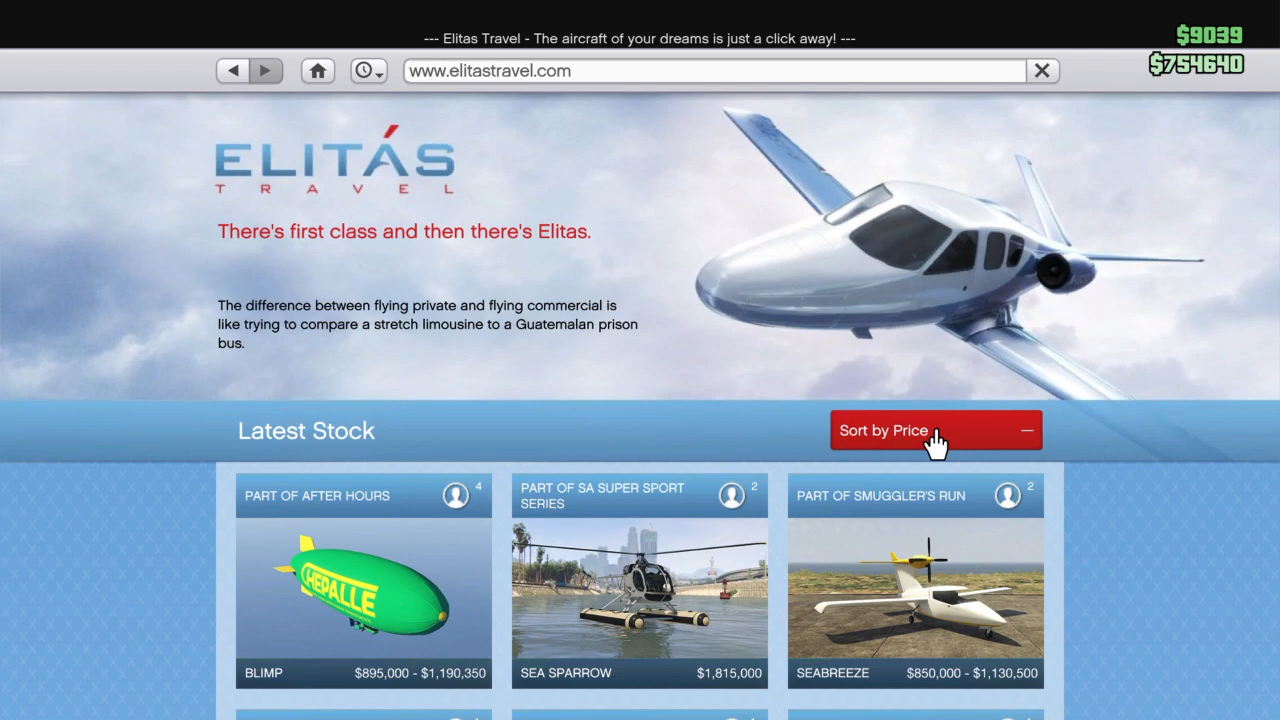 --- Elitas Travel - The aircraft of your dreams is just a click away! ---
$9039
$754640
www.elitastravel.com
ELITÁS
TRAVEL
There's first class and then there's Elitas.
The difference between flying private and flying commercial is
like trying to compare a stretch limousine to a Guatemalan prison
bus.
Latest Stock
Sort by Price
PART OF AFTER HOURS
4
PART OF SA SUPER SPORT
SERIES
2
PART OF SMUGGLER'S RUN
2
HEPALLE
BLIMP
$895,000 - $1,190,350
SEA SPARROW
$1,815,000
SEABREEZE
$850,000 - $1,130,500